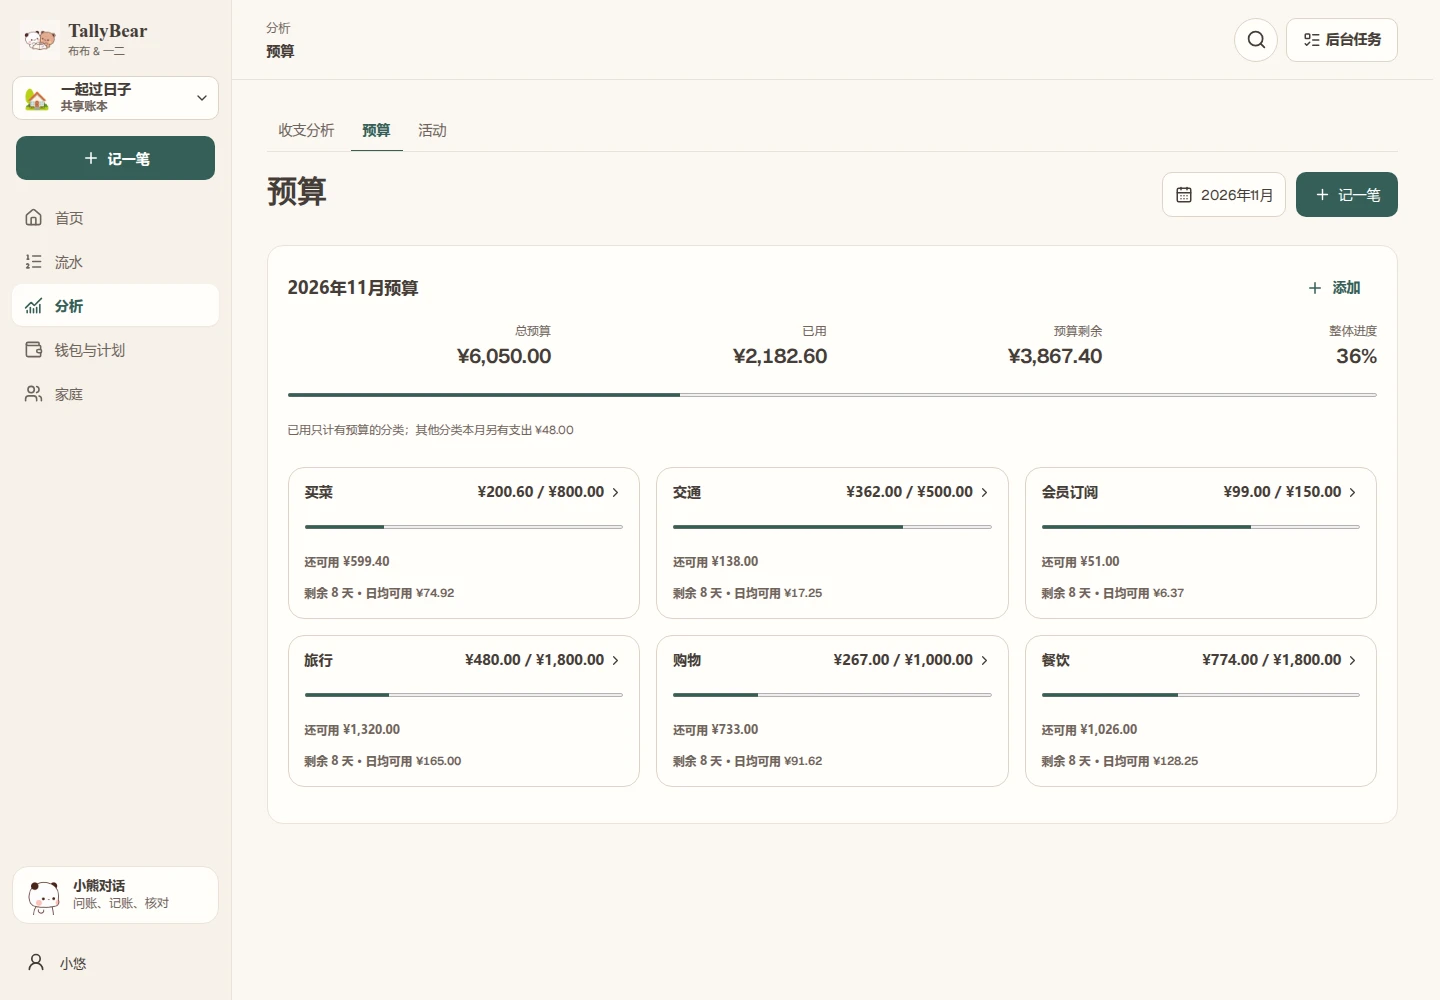 TallyBear
布布 & 一二
一起过日子
共享账本
记一笔
首页
流水
分析
钱包与计划
家庭
小熊对话
问账、记账、核对
小悠
分析
预算
后台任务
收支分析 预算 活动
预算
2026年11月
记一笔
2026年11月预算
添加
总预算 已用 预算剩余 整体进度
¥6,050.00 ¥2,182.60 ¥3,867.40 36%
已用只计有预算的分类；其他分类本月另有支出 ¥48.00
买菜 ¥200.60 / ¥800.00
还可用 ¥599.40
剩余 8 天 • 日均可用 ¥74.92
交通 ¥362.00 / ¥500.00
还可用 ¥138.00
剩余 8 天 • 日均可用 ¥17.25
会员订阅 ¥99.00 / ¥150.00
还可用 ¥51.00
剩余 8 天 • 日均可用 ¥6.37
旅行 ¥480.00 / ¥1,800.00
还可用 ¥1,320.00
剩余 8 天 • 日均可用 ¥165.00
购物 ¥267.00 / ¥1,000.00
还可用 ¥733.00
剩余 8 天 • 日均可用 ¥91.62
餐饮 ¥774.00 / ¥1,800.00
还可用 ¥1,026.00
剩余 8 天 • 日均可用 ¥128.25